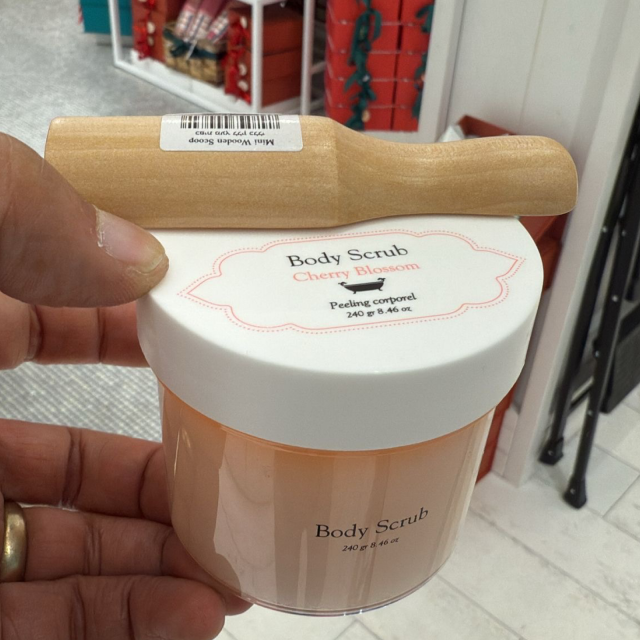 Mini Wooden Scoop
Body Scrub
Cherry Blossom
Peeling corporel
240 gr 8.46 oz
Body Scrub
240 gr 8.46 oz